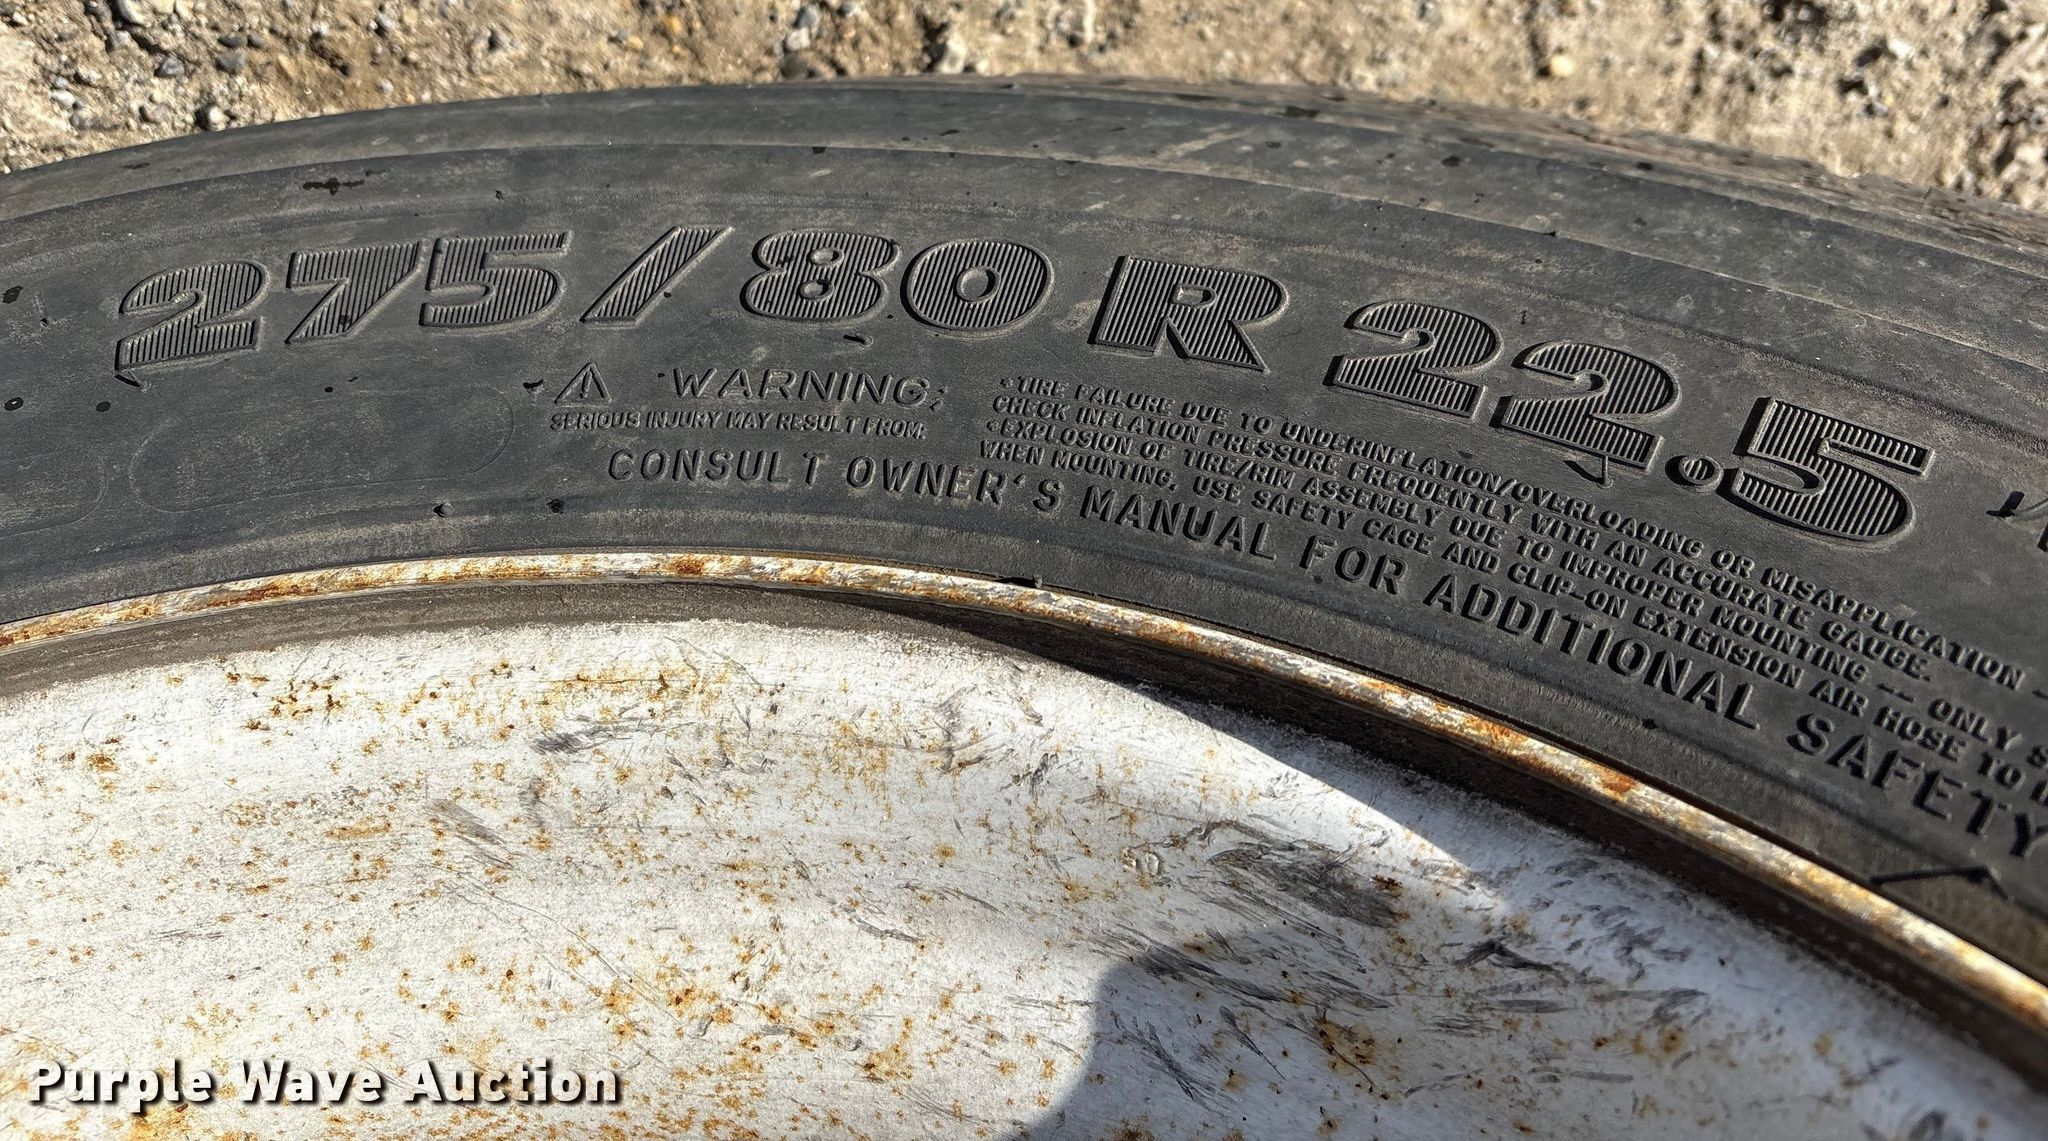 275/80 R 22.5
WARNING:
SERIOUS INJURY MAY RESULT FROM:
•TIRE FAILURE DUE TO UNDERINFLATION/OVERLOADING OR MISAPPLICATION –
CHECK INFLATION PRESSURE FREQUENTLY WITH AN ACCURATE GAUGE.
•EXPLOSION OF TIRE/RIM ASSEMBLY DUE TO IMPROPER MOUNTING -- ONLY
WHEN MOUNTING, USE SAFETY CAGE AND CLIP-ON EXTENSION AIR HOSE TO
CONSULT OWNER'S MANUAL FOR ADDITIONAL SAFETY
Purple Wave Auction